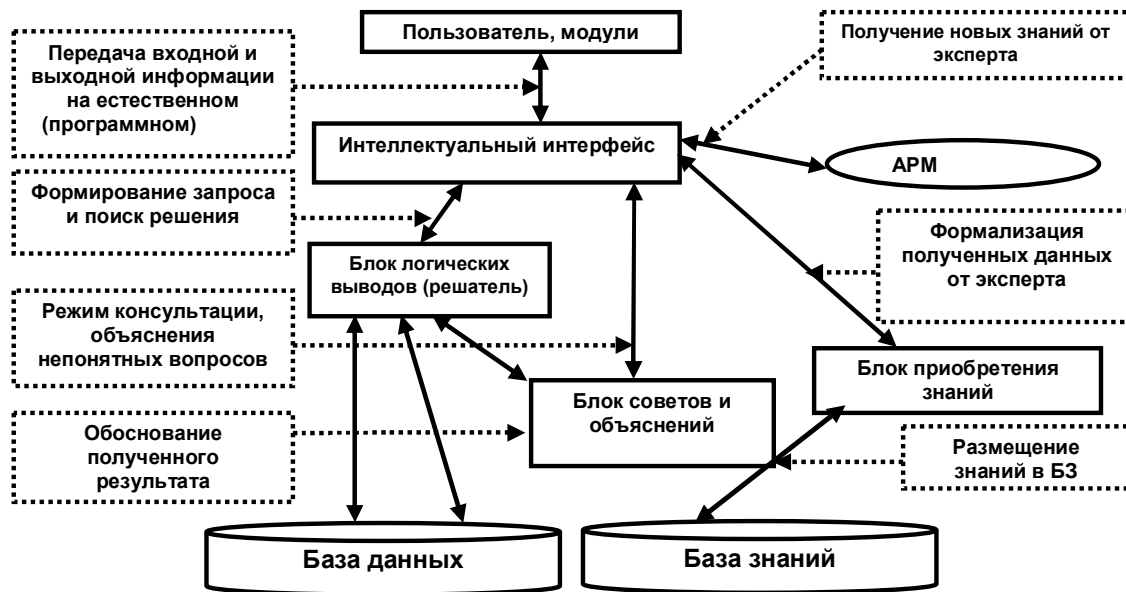 Пользователь, модули
Передача входной и
выходной информации
на естественном
(программном)
Получение новых знаний от
эксперта
Интеллектуальный интерфейс
АРМ
Формирование запроса
и поиск решения
Формализация
полученных данных
от эксперта
Блок логических
выводов (решатель)
Режим консультации,
объяснения
непонятных вопросов
Блок приобретения
знаний
Блок советов и
объяснений
Обоснование
полученного
результата
Размещение
знаний в БЗ
База данных
База знаний